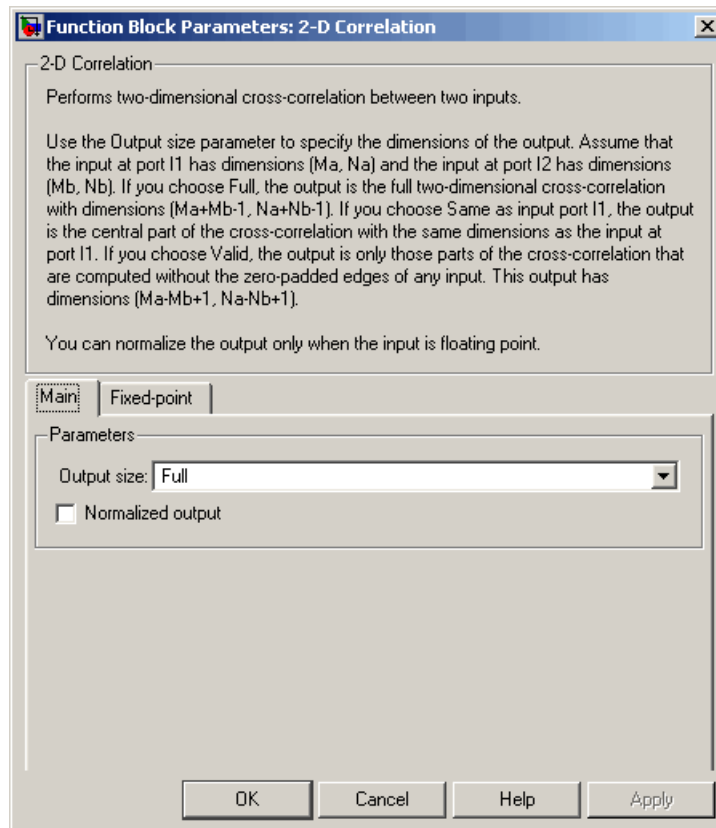 Function Block Parameters: 2-D Correlation
2-D Correlation
Performs two-dimensional cross-correlation between two inputs.
Use the Output size parameter to specify the dimensions of the output. Assume that
the input at port I1 has dimensions (Ma, Na) and the input at port I2 has dimensions
(Mb, Nb). If you choose Full, the output is the full two-dimensional cross-correlation
with dimensions (Ma+Mb-1, Na+Nb-1). If you choose Same as input port I1, the output
is the central part of the cross-correlation with the same dimensions as the input at
port I1. If you choose Valid, the output is only those parts of the cross-correlation that
are computed without the zero-padded edges of any input. This output has
dimensions (Ma-Mb+1, Na-Nb+1).
You can normalize the output only when the input is floating point.
Main Fixed-point
Parameters
Output size: Full
Normalized output
OK Cancel Help Apply